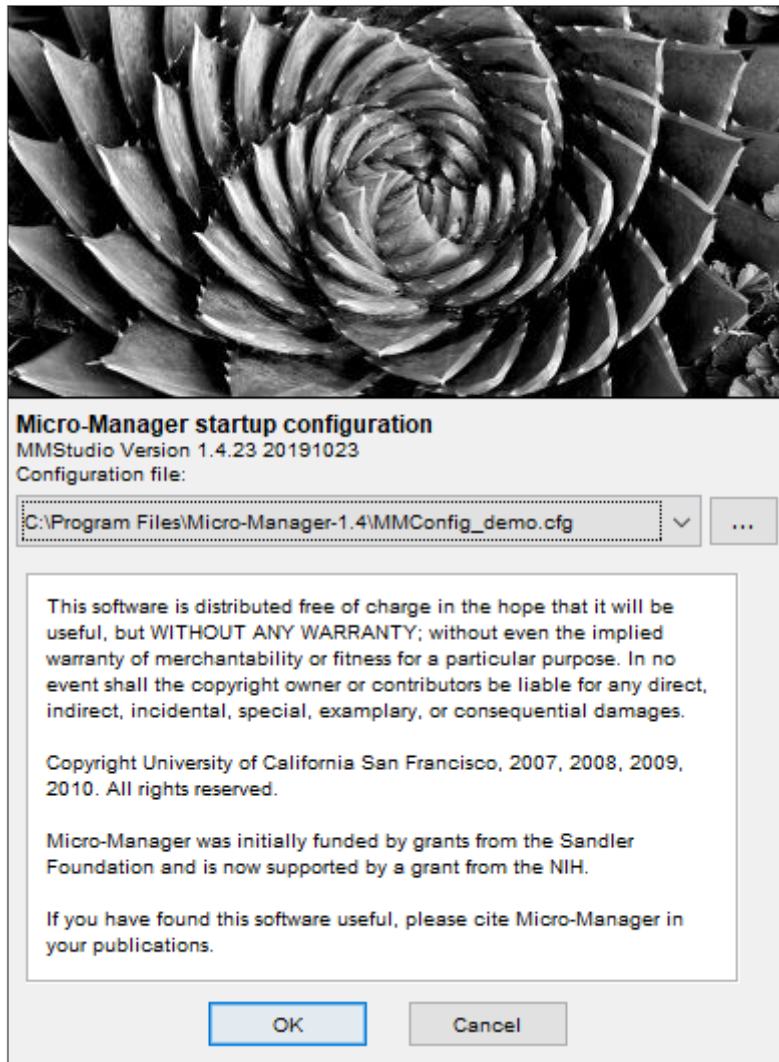 Micro-Manager startup configuration
MMStudio Version 1.4.23 20191023
Configuration file:
C:\Program Files\Micro-Manager-1.4\MMConfig_demo.cfg
...
This software is distributed free of charge in the hope that it will be
useful, but WITHOUT ANY WARRANTY; without even the implied
warranty of merchantability or fitness for a particular purpose. In no
event shall the copyright owner or contributors be liable for any direct,
indirect, incidental, special, examplary, or consequential damages.
Copyright University of California San Francisco, 2007, 2008, 2009,
2010. All rights reserved.
Micro-Manager was initially funded by grants from the Sandler
Foundation and is now supported by a grant from the NIH.
If you have found this software useful, please cite Micro-Manager in
your publications.
OK
Cancel